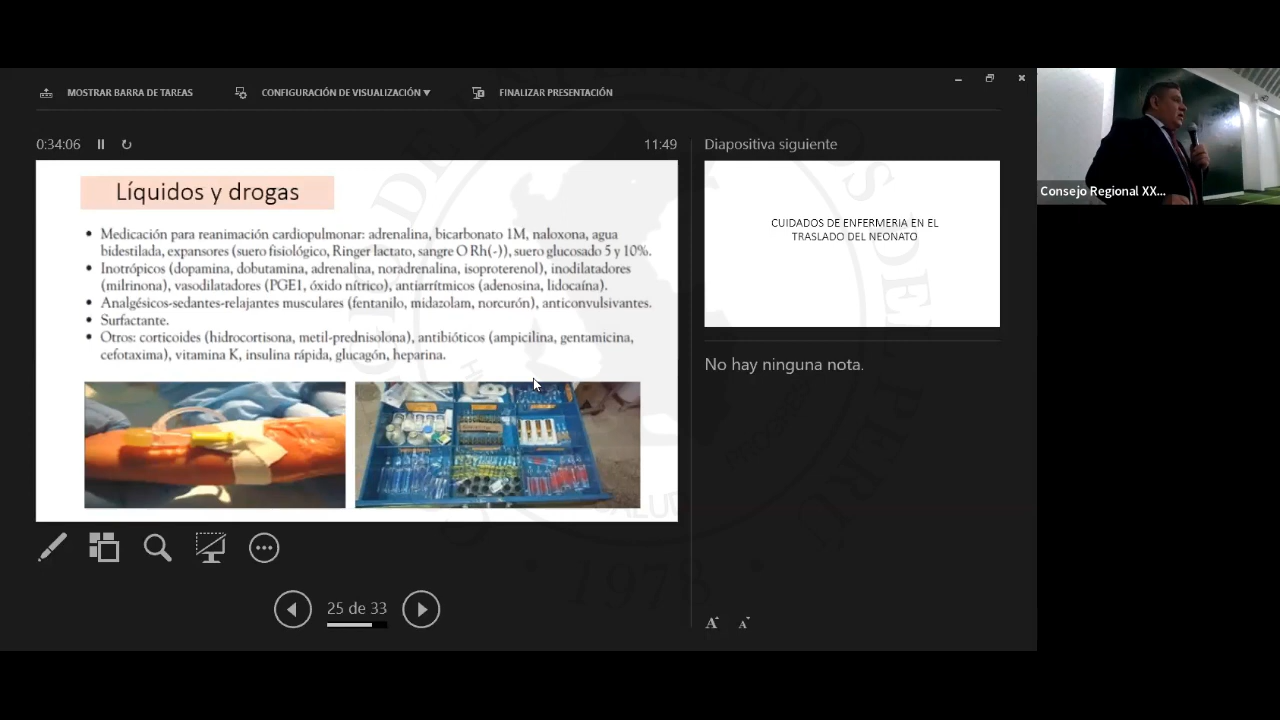 MOSTRAR BARRA DE TAREAS
CONFIGURACIÓN DE VISUALIZACIÓN ▼
FINALIZAR PRESENTACIÓN
0:34:06
11:49
Líquidos y drogas
• Medicación para reanimación cardiopulmonar: adrenalina, bicarbonato 1M, naloxona, agua
bidestilada, expansores (suero fisiológico, Ringer lactato, sangre O Rh(-)), suero glucosado 5 y 10%.
• Inotrópicos (dopamina, dobutamina, adrenalina, noradrenalina, isoproterenol), inodilatadores
(milrinona), vasodilatadores (PGE1, óxido nítrico), antiarrítmicos (adenosina, lidocaína).
• Analgésicos-sedantes-relajantes musculares (fentanilo, midazolam, norcurón), anticonvulsivantes.
• Surfactante.
• Otros: corticoides (hidrocortisona, metil-prednisolona), antibióticos (ampicilina, gentamicina,
cefotaxima), vitamina K, insulina rápida, glucagón, heparina.
25 de 33
Diapositiva siguiente
CUIDADOS DE ENFERMERIA EN EL
TRASLADO DEL NEONATO
No hay ninguna nota.
A A
Consejo Regional XX...
SALUD
1978